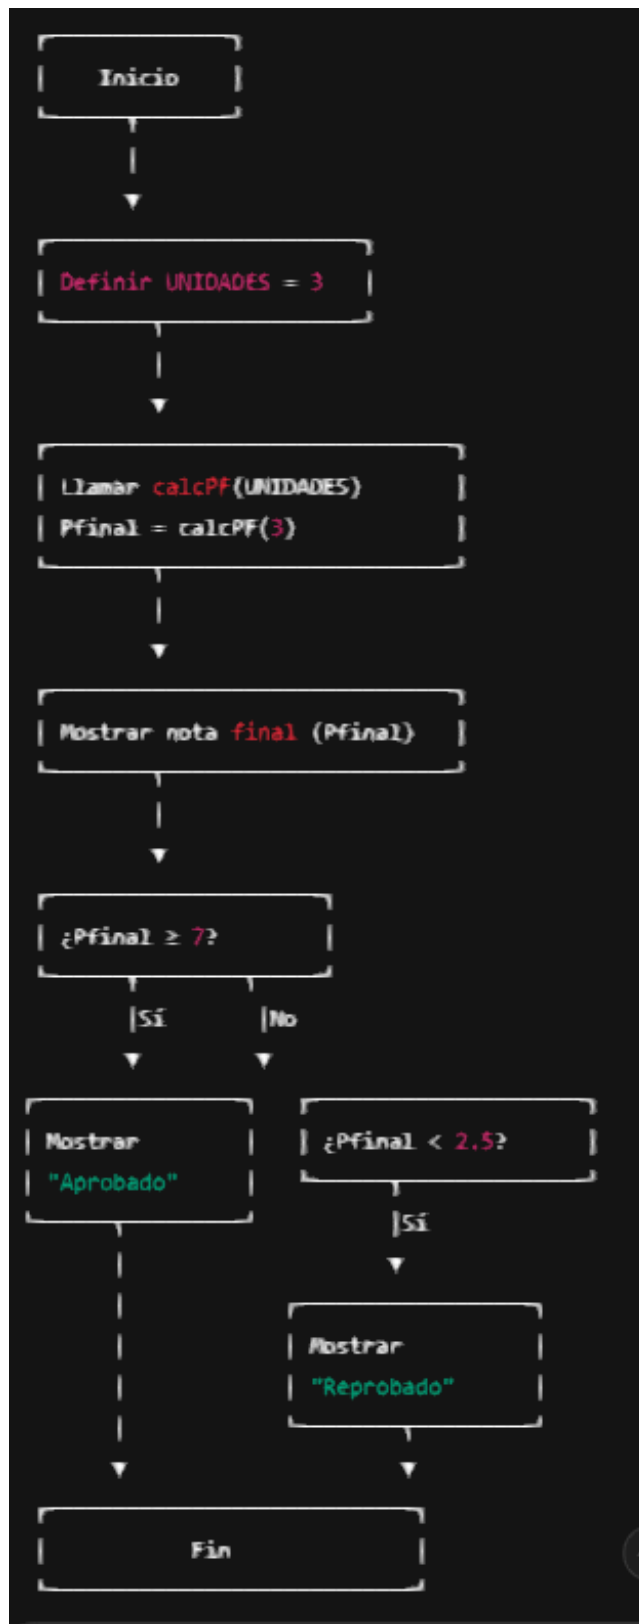 Inicio
Definir UNIDADES = 3
Llamar calcPf(UNIDADES)
Pfinal = calcPF(3)
Mostrar nota final (Pfinal)
¿Pfinal ≥ 7?
Sí
No
Mostrar
"Aprobado"
¿Pfinal < 2.5?
Sí
Mostrar
"Reprobado"
Fin